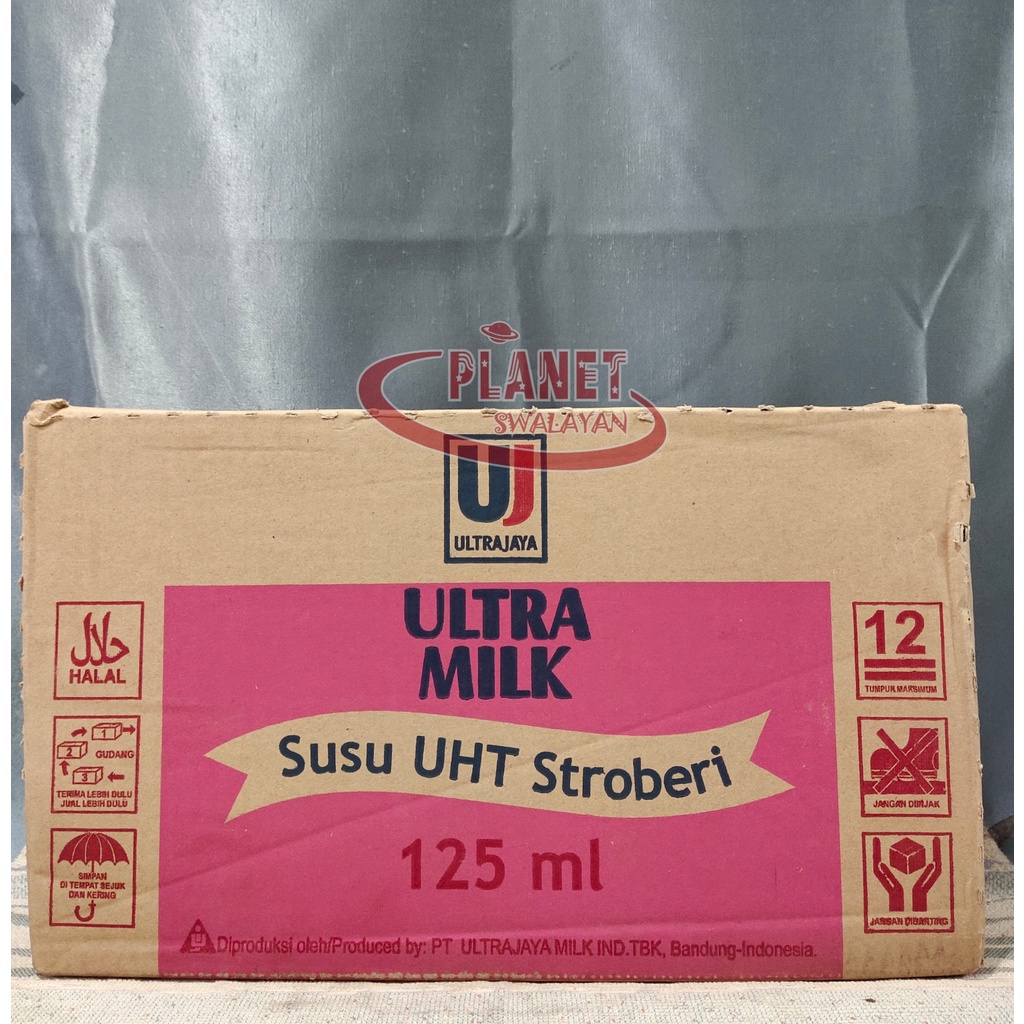 PLANET
SWALAYAN
UJ
ULTRAJAYA
ULTRA
MILK
Susu UHT Stroberi
125 ml
Diproduksi oleh/Produced by: PT ULTRAJAYA MILK IND.TBK, Bandung-Indonesia.
حلال
HALAL
1
2
GUDANG
3
TERIMA LEBIH DULU
JUAL LEBIH DULU
SIMPAN
DI TEMPAT SEJUK
DAN KERING
12
TUMPUK MAKSIMUM
JANGAN DIINJAK
JANGAN DIBANTING